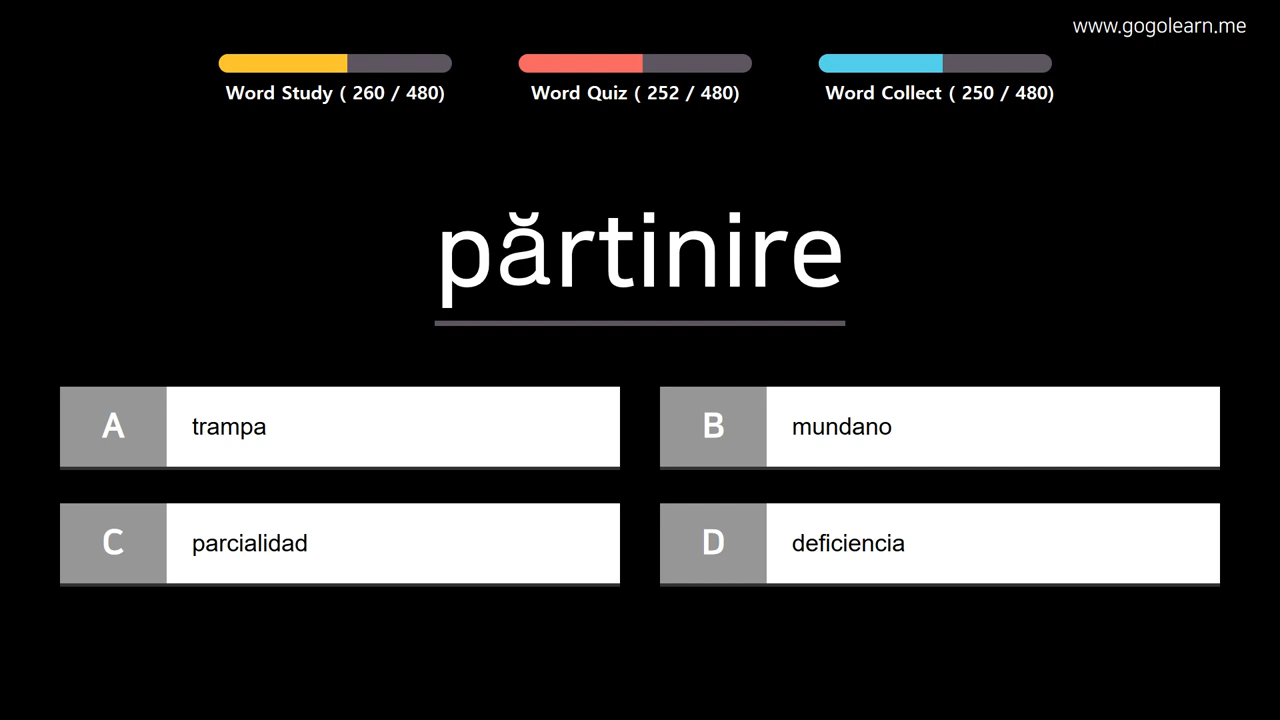 www.gogolearn.me
Word Study ( 260 / 480)
Word Quiz ( 252 / 480)
Word Collect ( 250 / 480)
părtinire
A trampa
B mundano
C parcialidad
D deficiencia